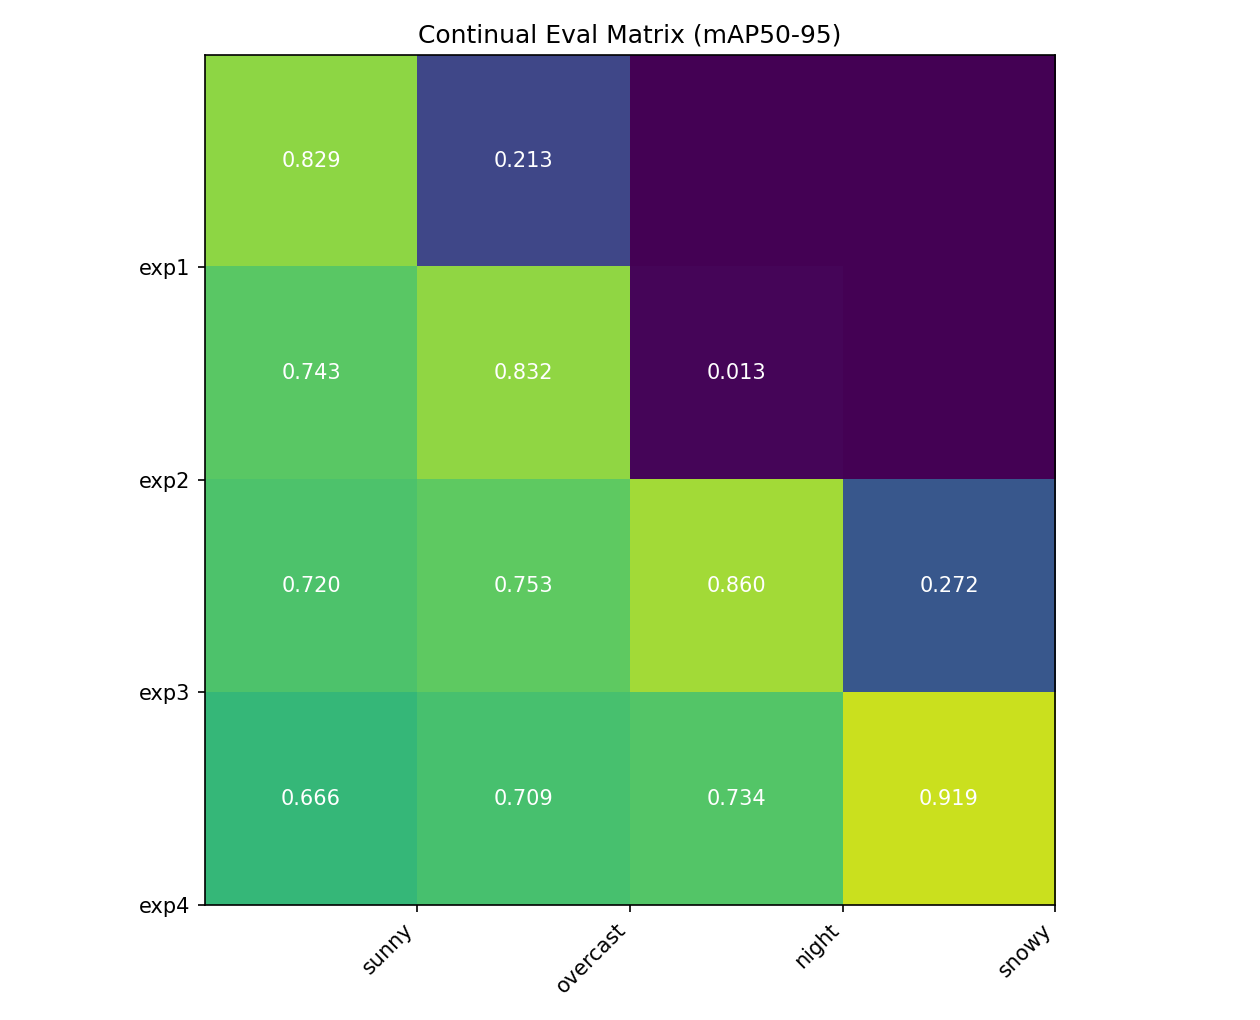 Continual Eval Matrix (mAP50-95)
0.829 0.213
exp1
0.743 0.832 0.013
exp2
0.720 0.753 0.860 0.272
exp3
0.666 0.709 0.734 0.919
exp4
sunny overcast night snowy